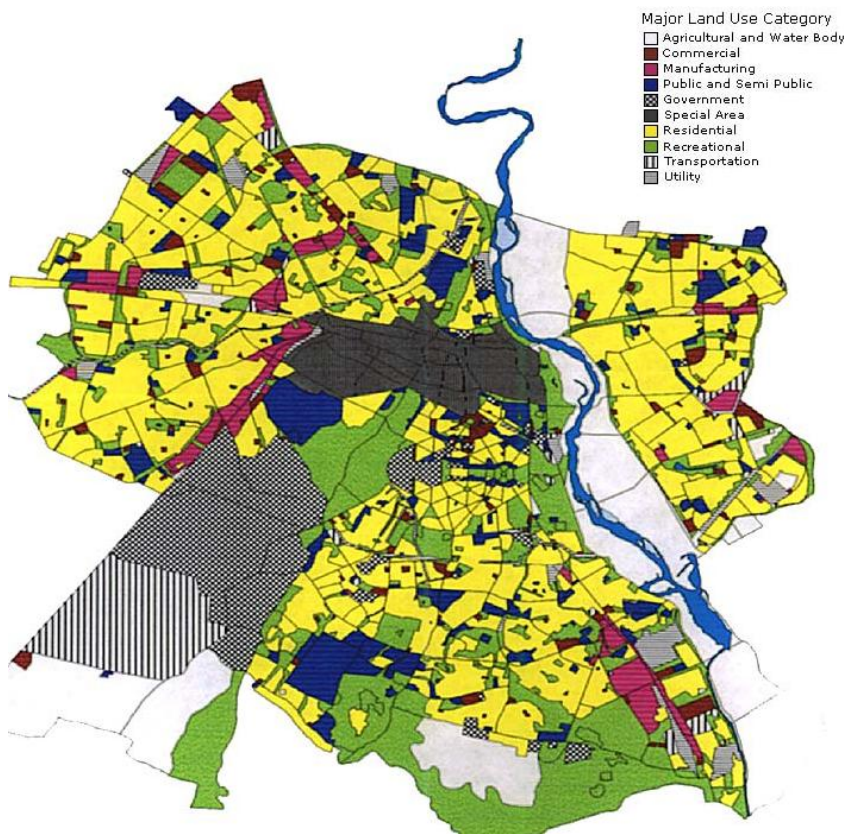 Major Land Use Category
Agricultural and Water Body
Commercial
Manufacturing
Public and Semi Public
Government
Special Area
Residential
Recreational
Transportation
Utility